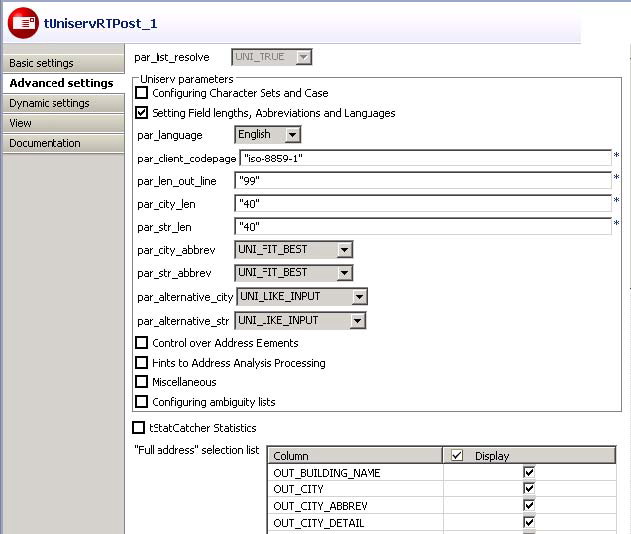 tUniservRTPost_1
Basic settings
Advanced settings
Dynamic settings
View
Documentation
par_list_resolve UNI_TRUE
Uniserv parameters
Configuring Character Sets and Case
Setting Field lengths, Abbreviations and Languages
par_language English
par_client_codepage "iso-8859-1" *
par_len_out_line "99" *
par_city_len "40" *
par_str_len "40" *
par_city_abbrev UNI_FIT_BEST
par_str_abbrev UNI_FIT_BEST
par_alternative_city UNI_LIKE_INPUT
par_alternative_str UNI_LIKE_INPUT
Control over Address Eements
Hints to Address Analysis Processing
Miscellaneous
Configuring ambiguity lists
tStatCatcher Statistics
"Full address" selection list
Column Display
OUT_BUILDING_NAME
OUT_CITY
OUT_CITY_ABBREV
OUT_CITY_DETAIL